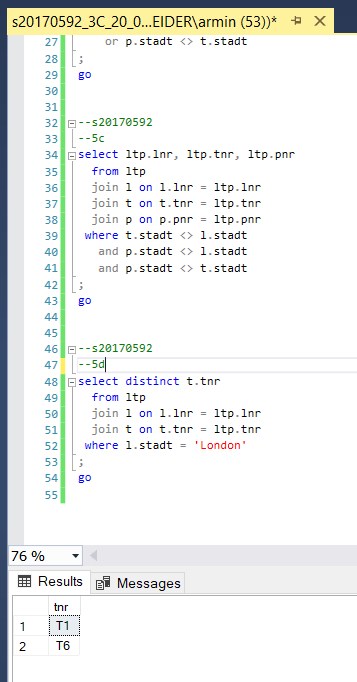 s20170592_3C_20_0...EIDER\armin (53))*
27 or p.stadt <> t.stadt
28 ;
29 go
30
31
32 --s20170592
33 --5c
34 select ltp.lnr, ltp.tnr, ltp.pnr
35 from ltp
36 join l on l.lnr = ltp.lnr
37 join t on t.tnr = ltp.tnr
38 join p on p.pnr = ltp.pnr
39 where t.stadt <> l.stadt
40 and p.stadt <> l.stadt
41 and p.stadt <> t.stadt
42 ;
43 go
44
45
46 --s20170592
47 --5d
48 select distinct t.tnr
49 from ltp
50 join l on l.lnr = ltp.lnr
51 join t on t.tnr = ltp.tnr
52 where l.stadt = 'London'
53 ;
54 go
55
76 %
Results Messages
tnr
1 T1
2 T6